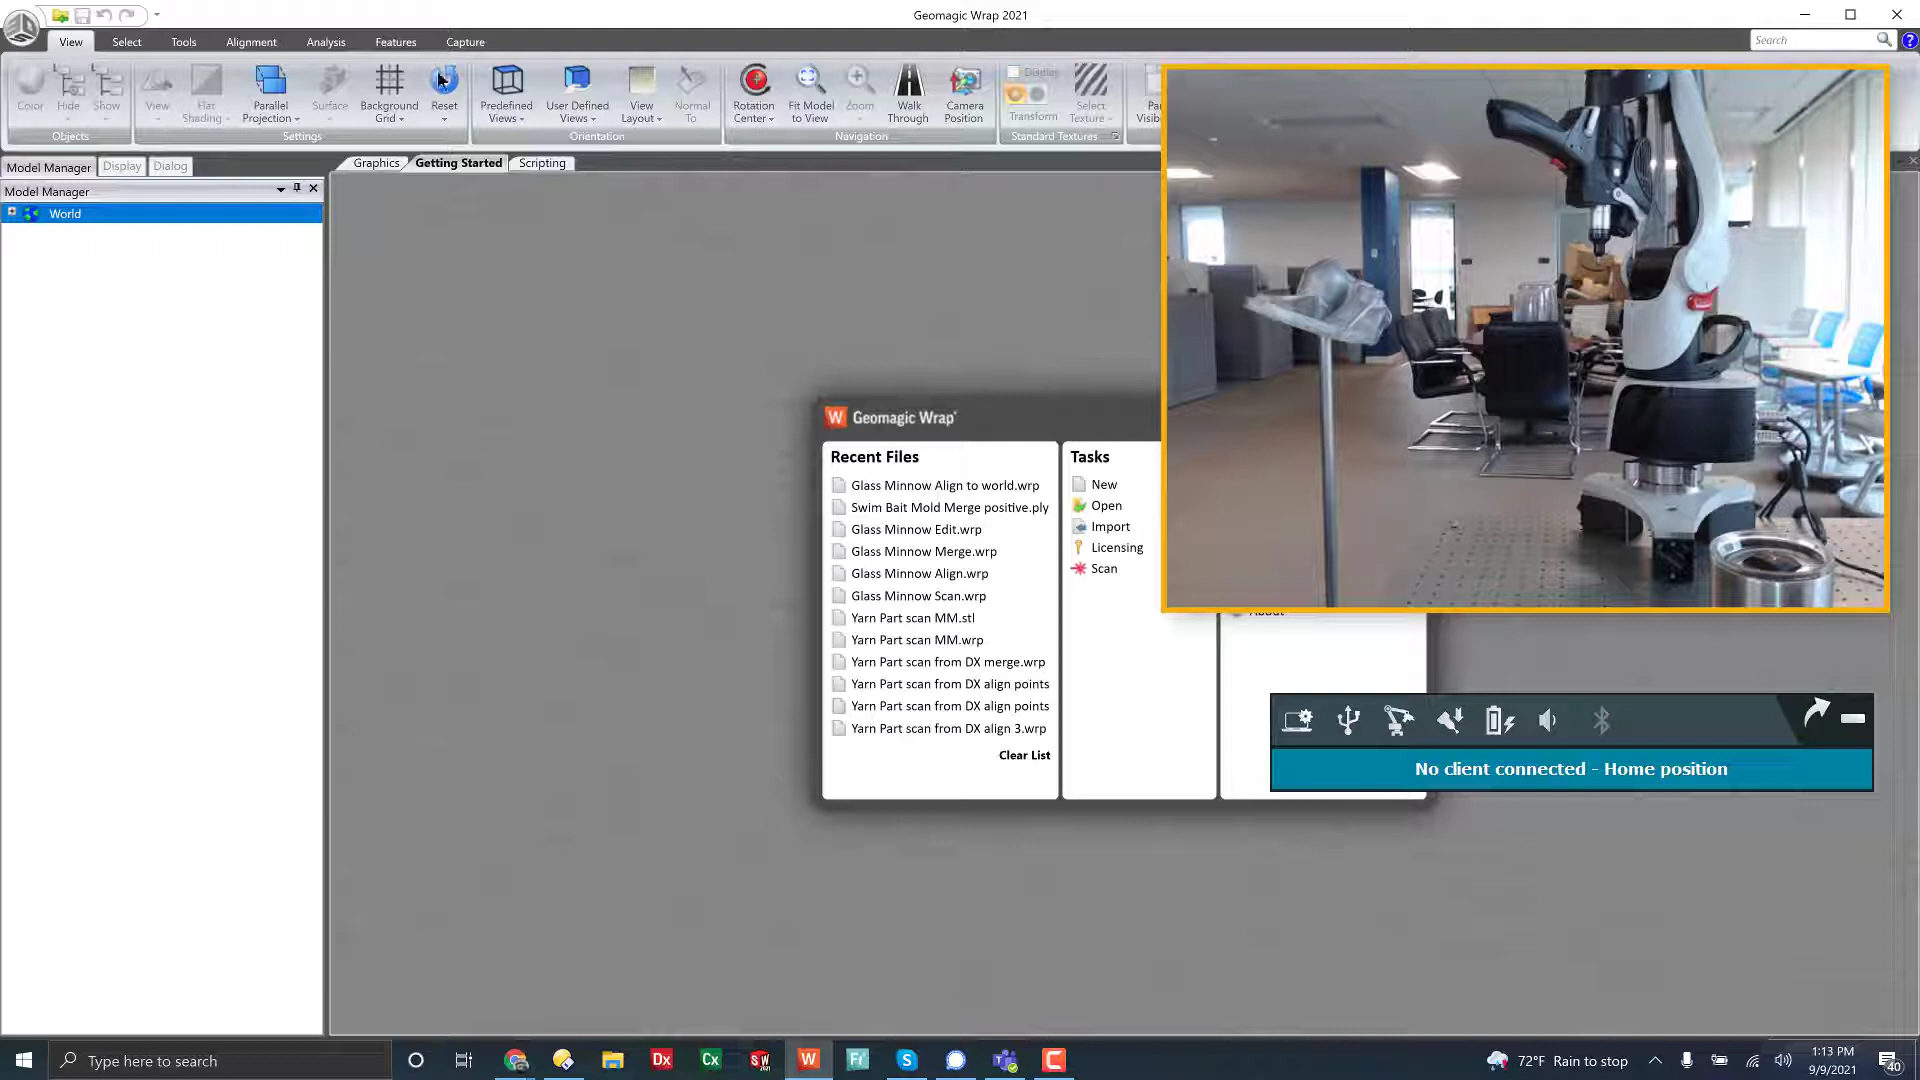 Geomagic Wrap 2021
View Select Tools Alignment Analysis Features Capture
Search
Color Hide Show View Flat Shading Parallel Projection Surface Background Grid Reset
Predefined Views User Defined Views View Layout Normal To
Rotation Center Fit Model to View Zoom Walk Through Camera Position
Display Transform Select Texture
Objects Settings Orientation Navigation Standard Textures
Model Manager Display Dialog
Graphics Getting Started Scripting
Model Manager
World
Geomagic Wrap
Recent Files
Glass Minnow Align to world.wrp
Swim Bait Mold Merge positive.ply
Glass Minnow Edit.wrp
Glass Minnow Merge.wrp
Glass Minnow Align.wrp
Glass Minnow Scan.wrp
Yarn Part scan MM.stl
Yarn Part scan MM.wrp
Yarn Part scan from DX merge.wrp
Yarn Part scan from DX align points
Yarn Part scan from DX align points
Yarn Part scan from DX align 3.wrp
Clear List
Tasks
New
Open
Import
Licensing
Scan
No client connected - Home position
Type here to search
Dx Cx SW 2021 W Ff S C
72°F Rain to stop
1:13 PM
9/9/2021
40